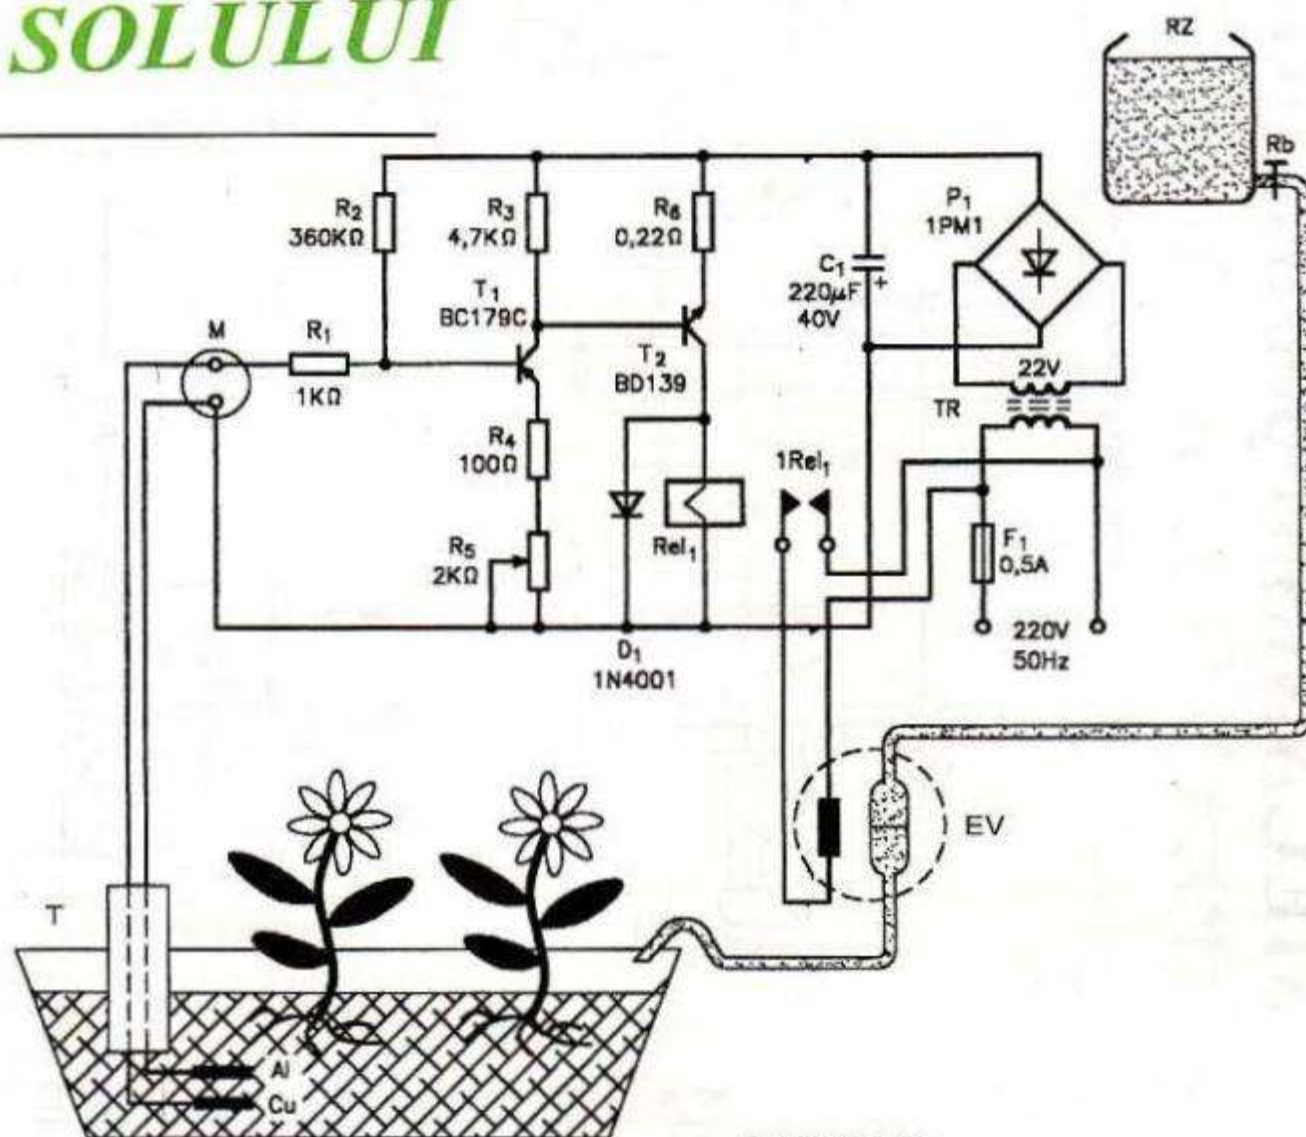 SOLULUI
RZ
Rb
R2
360KΩ
R3
4,7KΩ
R6
0,22Ω
P1
1PM1
C1
220µF
40V
+
T1
BC179C
M
R1
1KΩ
T2
BD139
22V
TR
R4
100Ω
1Rel1
R5
2KΩ
Rel1
F1
0,5A
220V
50Hz
D1
1N4001
EV
T
Al
Cu